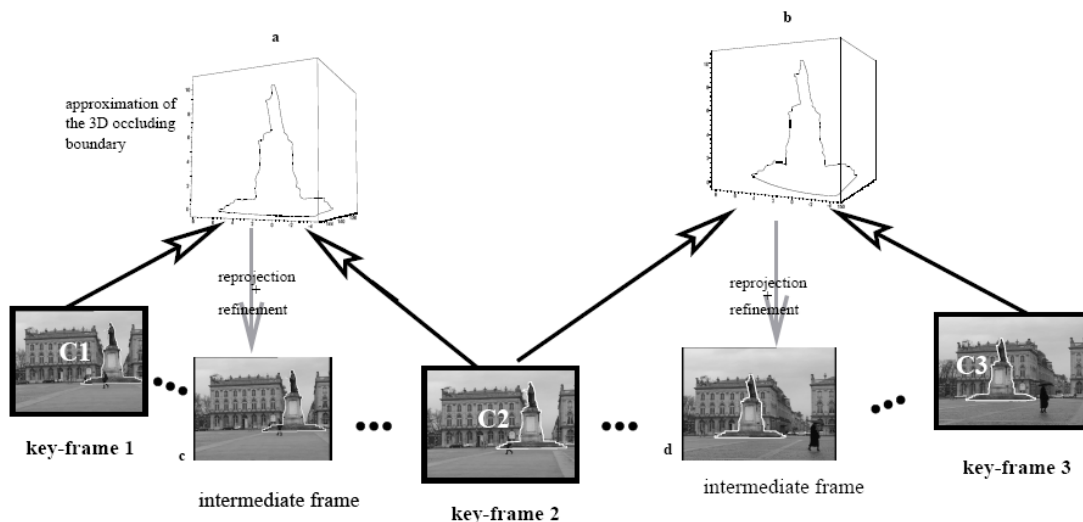 a
b
approximation of
the 3D occluding
boundary
reprojection
+
refinement
reprojection
+
refinement
C1
C2
C3
key-frame 1
c
intermediate frame
key-frame 2
d
intermediate frame
key-frame 3